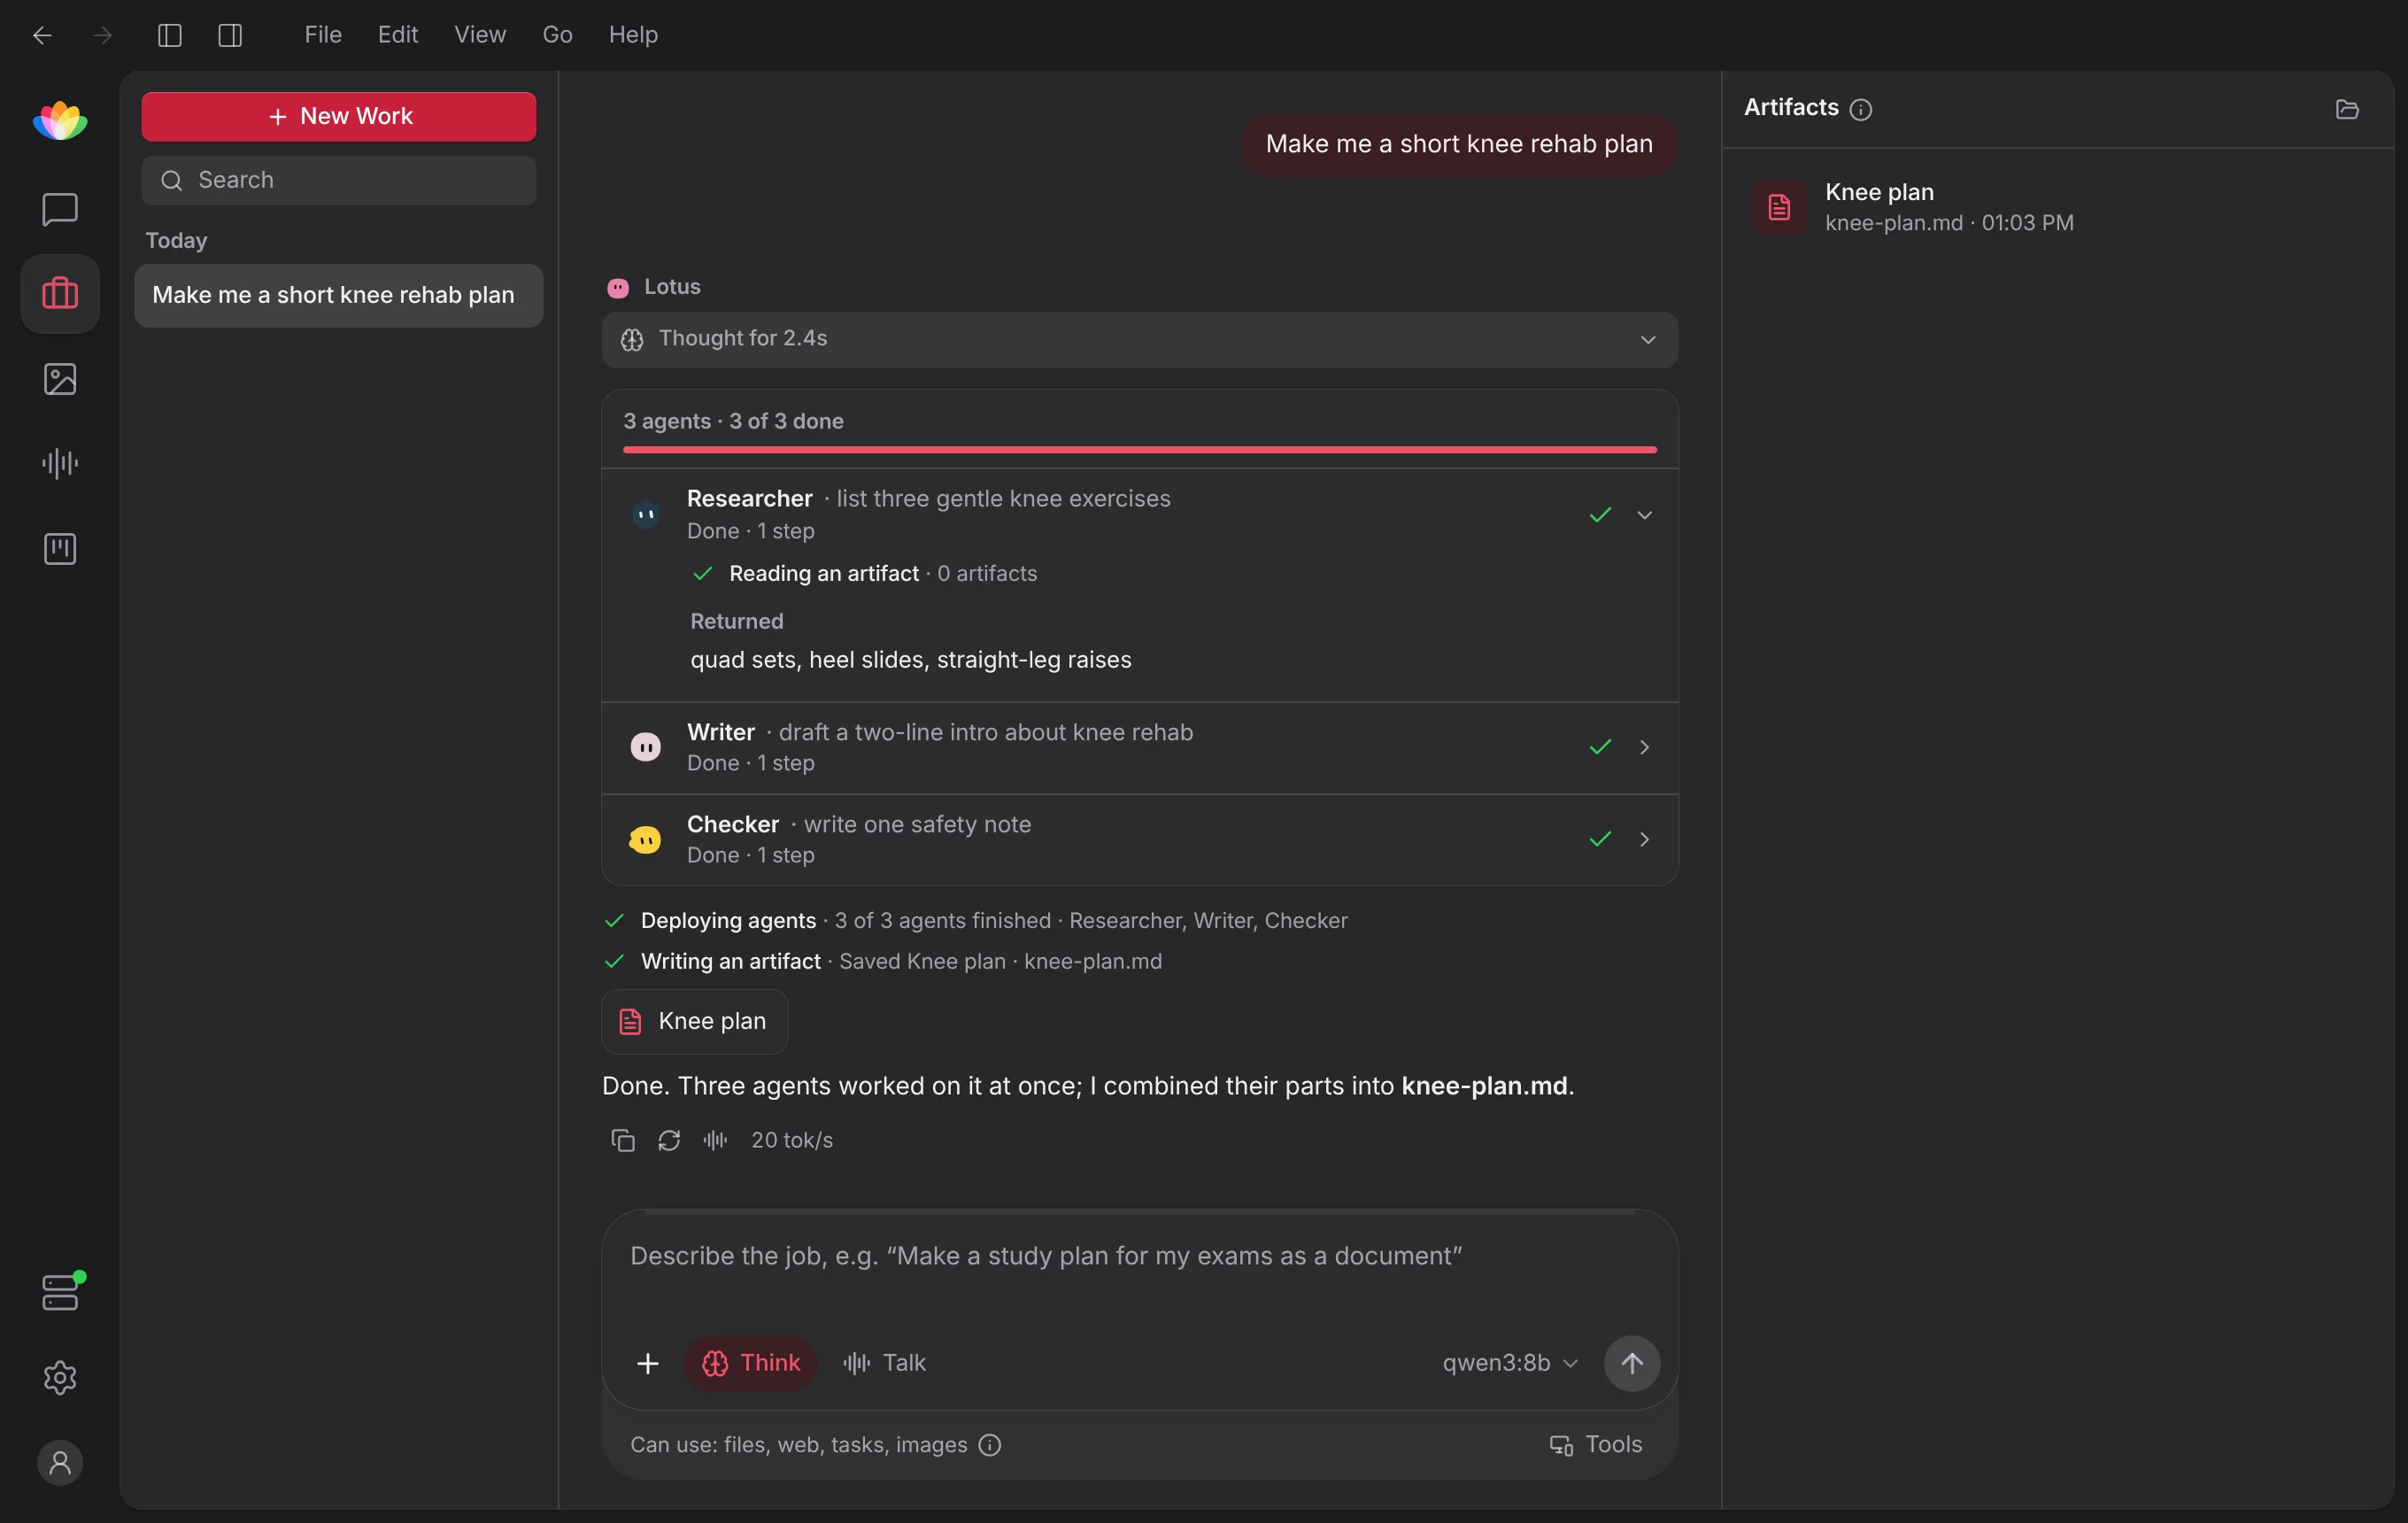 File Edit View Go Help
+ New Work
Search
Today
Make me a short knee rehab plan
Make me a short knee rehab plan
Lotus
Thought for 2.4s
3 agents · 3 of 3 done
Researcher · list three gentle knee exercises
Done · 1 step
Reading an artifact · 0 artifacts
Returned
quad sets, heel slides, straight-leg raises
Writer · draft a two-line intro about knee rehab
Done · 1 step
Checker · write one safety note
Done · 1 step
Deploying agents · 3 of 3 agents finished · Researcher, Writer, Checker
Writing an artifact · Saved Knee plan · knee-plan.md
Knee plan
Done. Three agents worked on it at once; I combined their parts into knee-plan.md.
20 tok/s
Describe the job, e.g. “Make a study plan for my exams as a document”
Think Talk qwen3:8b
Can use: files, web, tasks, images Tools
Artifacts
Knee plan
knee-plan.md · 01:03 PM